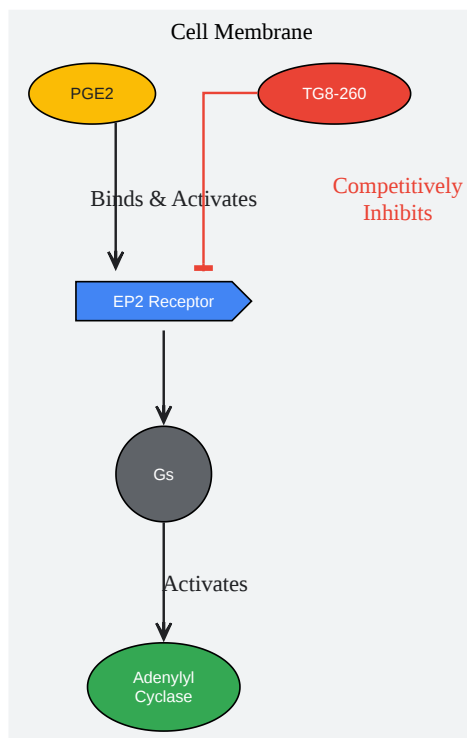 Cell Membrane
PGE2
TG8-260
Binds & Activates
Competitively
Inhibits
EP2 Receptor
Gs
Activates
Adenylyl
Cyclase